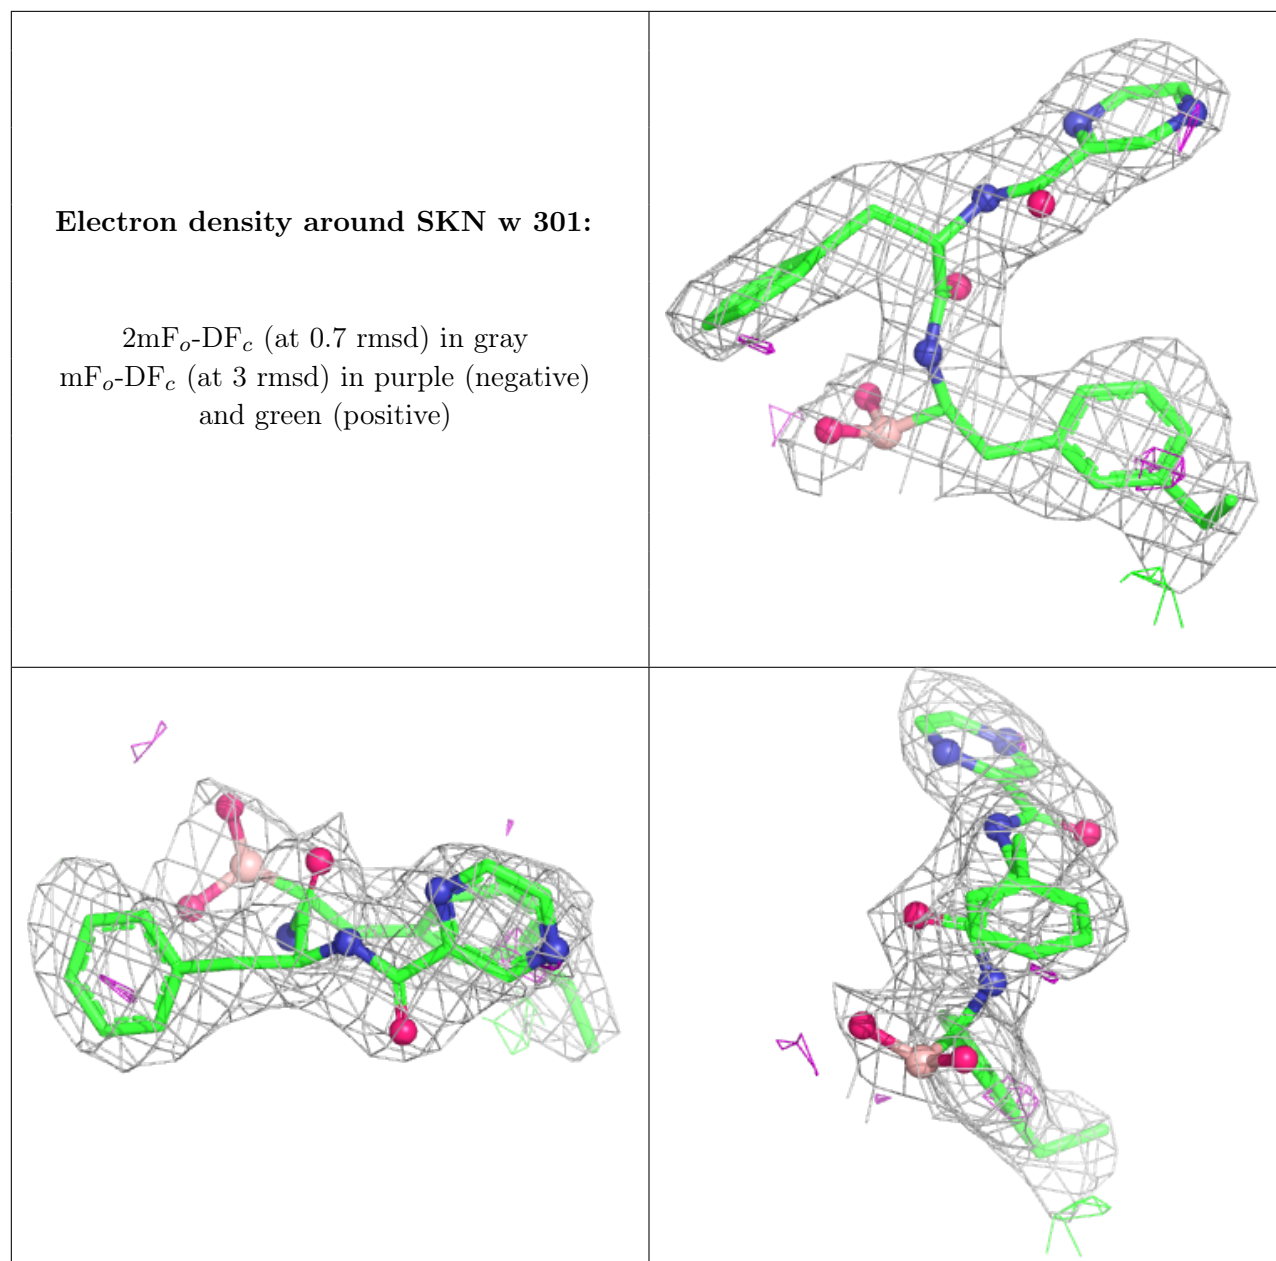 Electron density around SKN w 301:
2mFo-DFc (at 0.7 rmsd) in gray
mFo-DFc (at 3 rmsd) in purple (negative)
and green (positive)